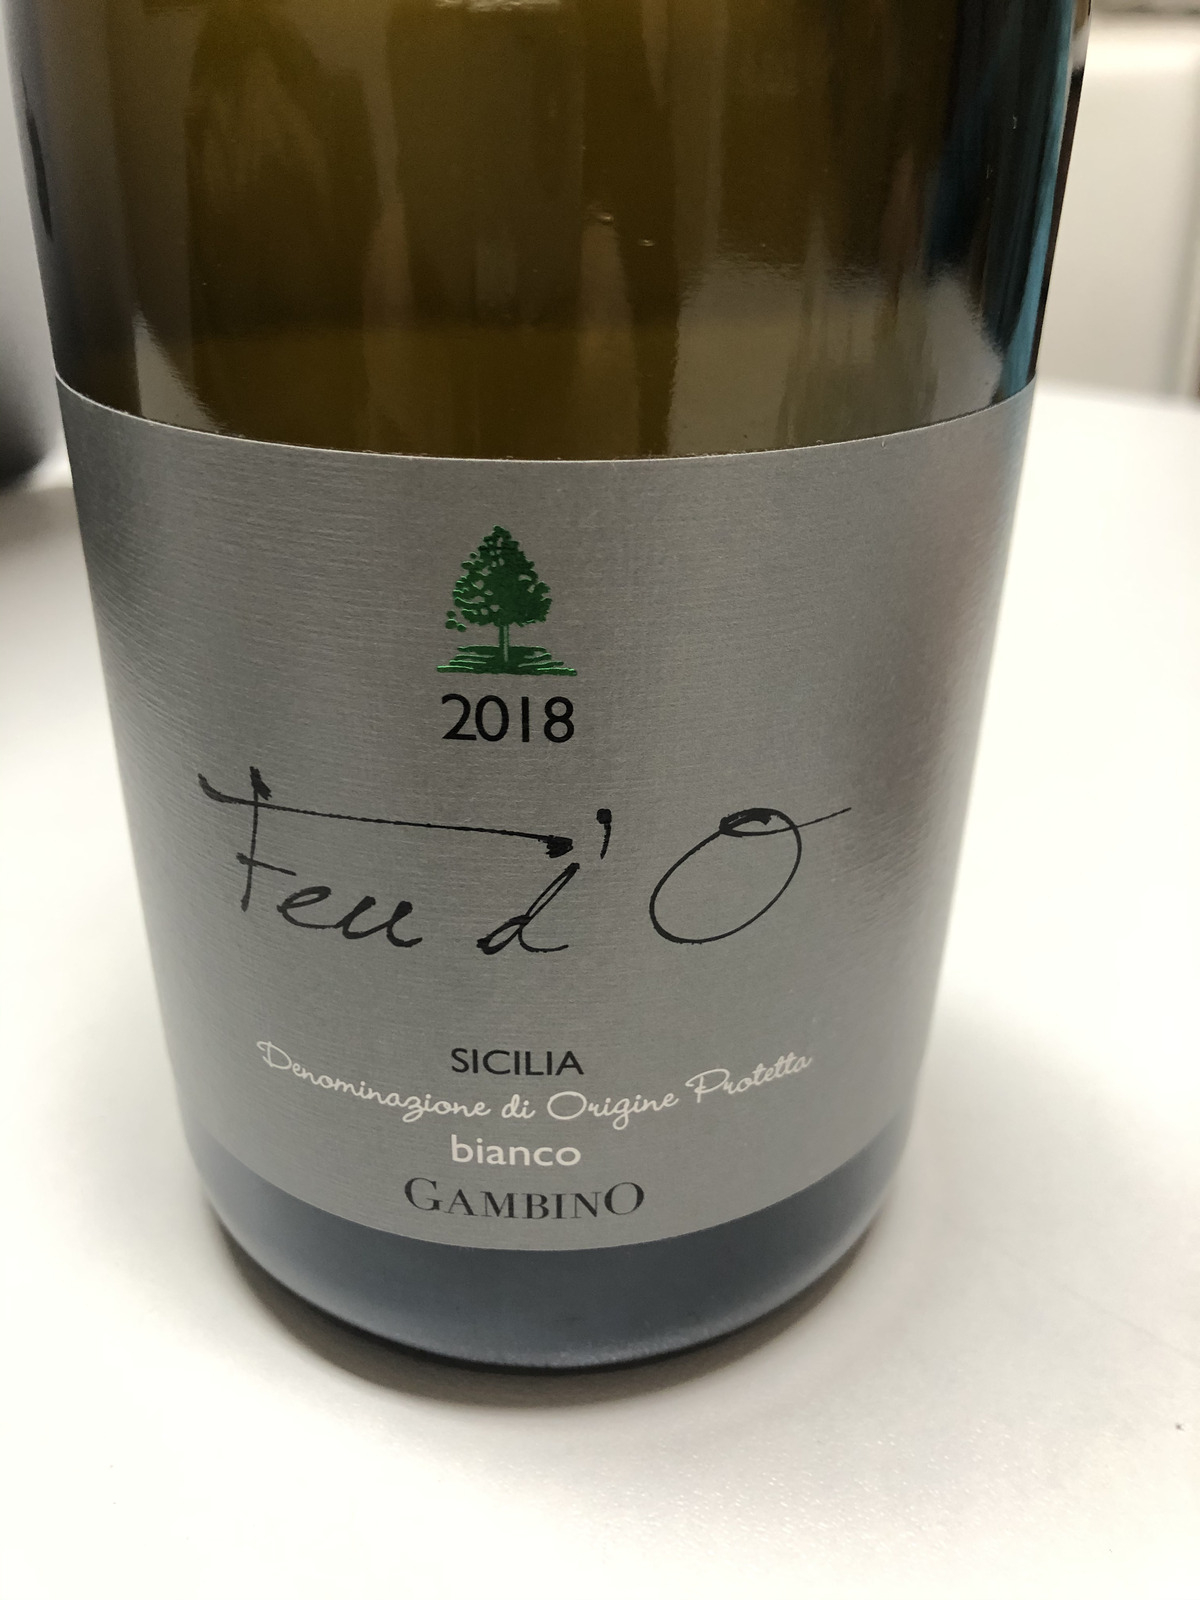 2018
Feu d'O
SICILIA
Denominazione di Origine Protetta
bianco
GAMBINO